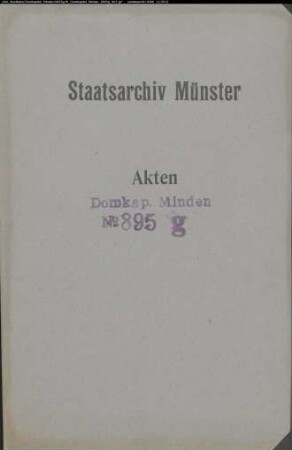 Staatsarchiv Münster
Akten
Domkap. Minden
№ 895 g